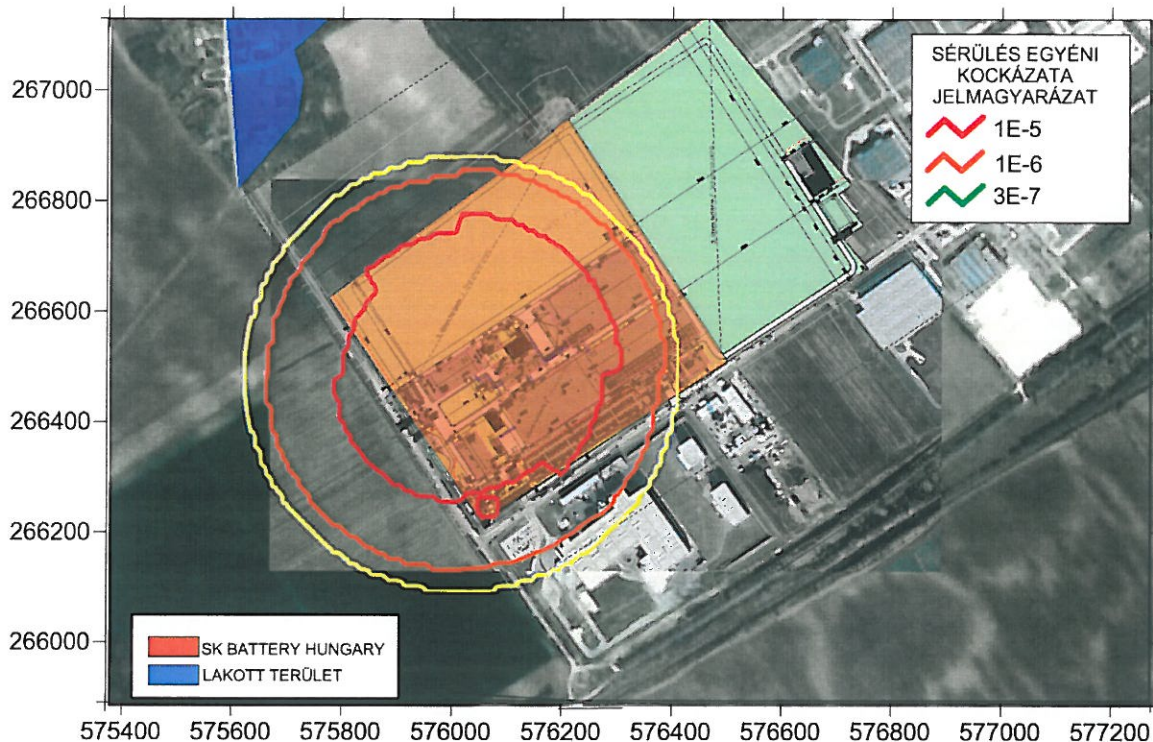 SÉRÜLÉS EGYÉNI
KOCKÁZATA
JELMAGYARÁZAT
1E-5
1E-6
3E-7
267000
266800
266600
266400
266200
266000
SK BATTERY HUNGARY
LAKOTT TERÜLET
575400 575600 575800 576000 576200 576400 576600 576800 577000 577200